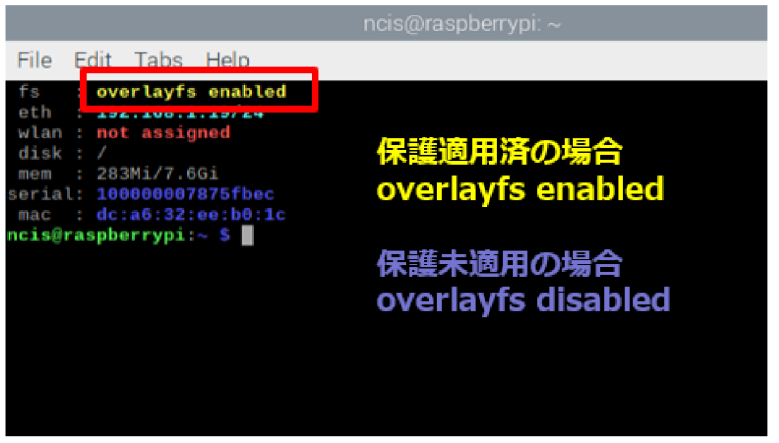 ncis@raspberrypi: ~
File Edit Tabs Help
fs : overlayfs enabled
eth : 192.168.1.19/24
wlan : not assigned
disk : /
mem : 283Mi/7.6Gi
serial: 100000007875fbec
mac : dc:a6:32:ee:b0:1c
ncis@raspberrypi:~ $
保護適用済の場合
overlayfs enabled
保護未適用の場合
overlayfs disabled